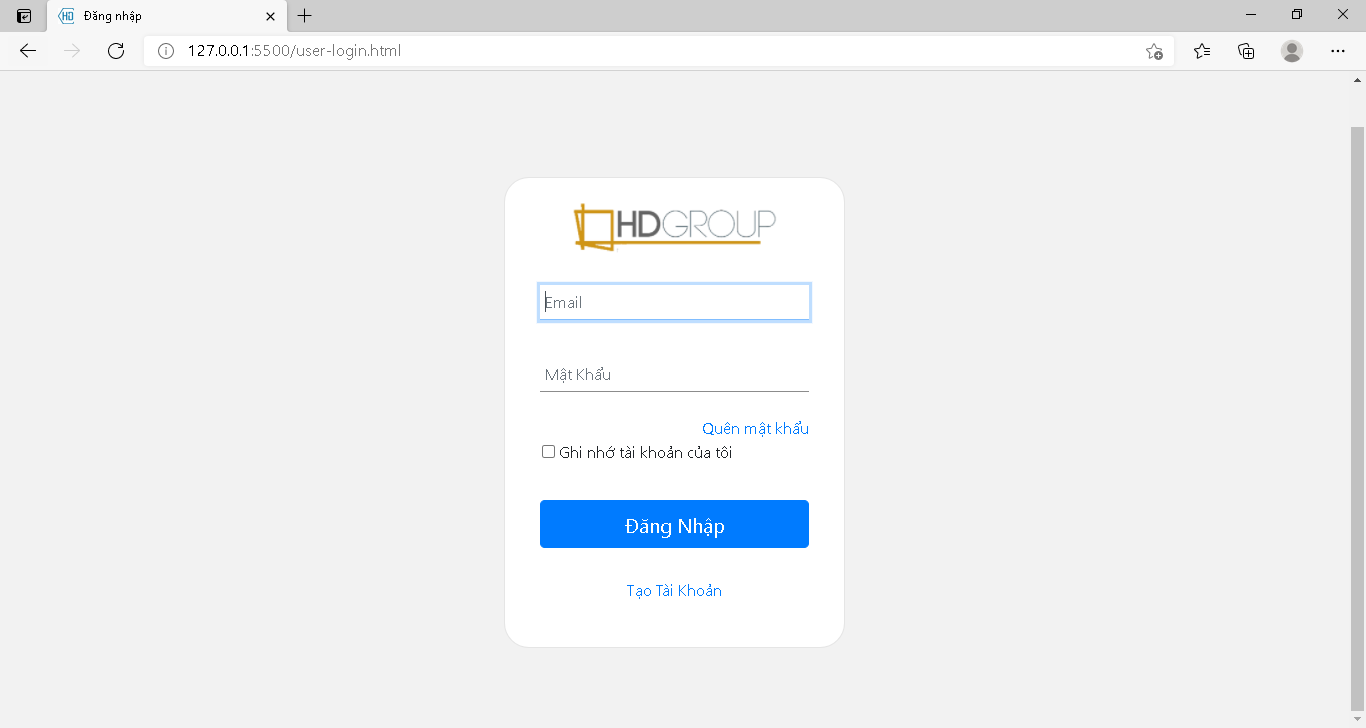 HD Đăng nhập
127.0.0.1:5500/user-login.html
HDGROUP
Email
Mật Khẩu
Quên mật khẩu
Ghi nhớ tài khoản của tôi
Đăng Nhập
Tạo Tài Khoản